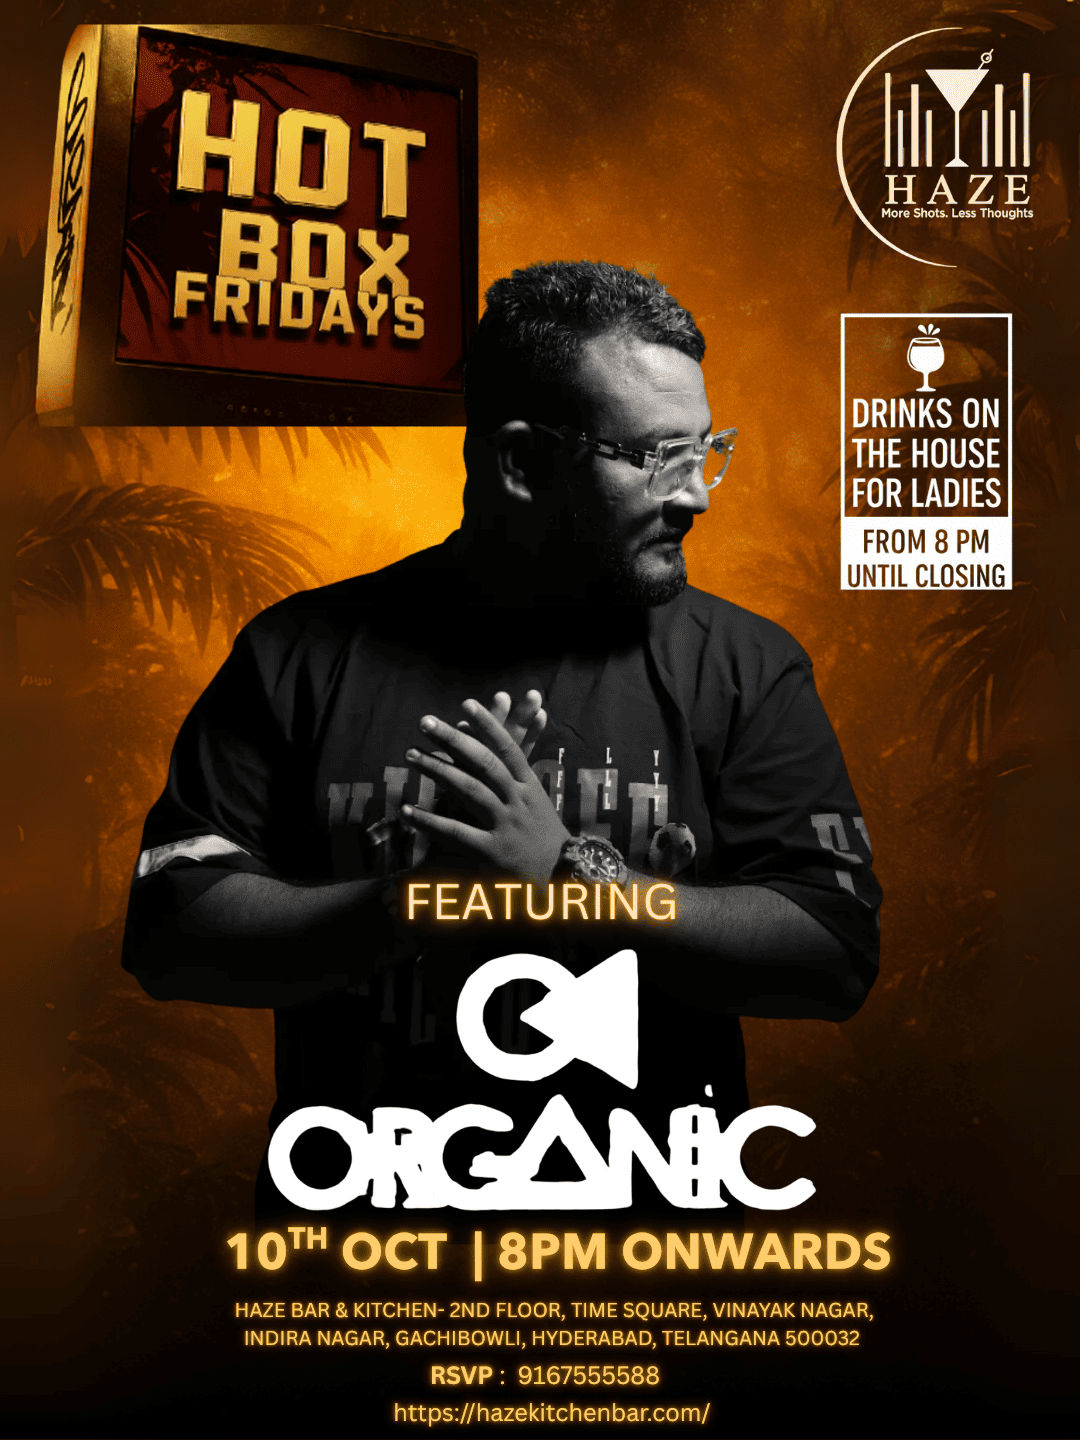 HOT
BOX
FRIDAYS
HAZE
More Shots. Less Thoughts
DRINKS ON
THE HOUSE
FOR LADIES
FROM 8 PM
UNTIL CLOSING
FEATURING
ORGANIC
10TH OCT | 8PM ONWARDS
HAZE BAR & KITCHEN- 2ND FLOOR, TIME SQUARE, VINAYAK NAGAR,
INDIRA NAGAR, GACHIBOWLI, HYDERABAD, TELANGANA 500032
RSVP : 9167555588
https://hazekitchenbar.com/